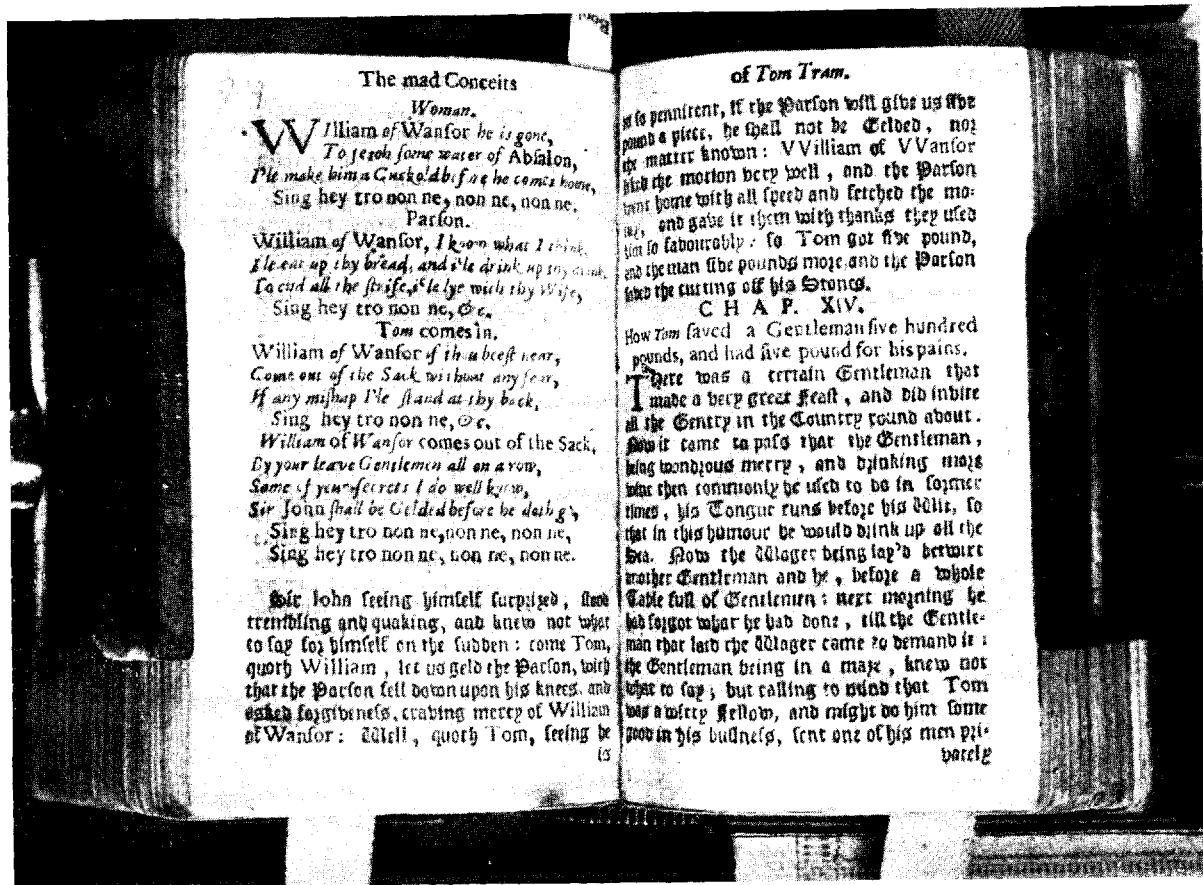 The mad Conceits
Woman.
William of Wansor he is gone,
To fetch some water of Absalon,
I'le make him a Cuckold before he comes home,
Sing hey tro non ne, non ne, non ne.
Parson.
William of Wansor, I know what I think,
I'le eat up thy bread, and i'le drink up thy drink,
To end all the strife, i'le lye with thy Wife,
Sing hey tro non ne, &c.
Tom comes in.
William of Wansor if thou beest near,
Come out of the Sack without any fear,
If any mishap I'le stand at thy back,
Sing hey tro non ne, &c.
William of Wansor comes out of the Sack,
By your leave Gentlemen all on a row,
Some of your secrets I do well know,
Sir John shall be Gelded before he doth go,
Sing hey tro non ne, non ne, non ne,
Sing hey tro non ne, non ne, non ne.
Sir John seeing himself surprized, stood
trembling and quaking, and knew not what
to say for himself on the sudden: come Tom,
quoth William, let us geld the Parson, with
that the Parson fell down upon his knees, and
asked forgiveness, craving mercy of William
of Wansor: Well, quoth Tom, seeing he
is
of Tom Tram.
is so pennitent, if the Parson will give us five
pound a piece, he shall not be Gelded, nor
the matter known: VVilliam of VVansor
liked the motion very well, and the Parson
went home with all speed and fetched the mo-
ny, and gave it them with thanks they used
him so favourably: so Tom got five pound,
and the man five pounds more, and the Parson
saved the cutting off his Stones.
CHAP. XIV.
How Tom saved a Gentleman five hundred
pounds, and had five pound for his pains.
There was a certain Gentleman that
made a very great Feast, and did invite
all the Gentry in the Country round about.
Now it came to pass that the Gentleman,
being wondrous merry, and drinking more
wine then commonly he used to do in former
times, his Tongue runs before his Wit, so
that in this humour he would drink up all the
Sea. Now the Wager being lay'd betwixt
another Gentleman and he, before a whole
Table full of Gentlemen: next morning he
had forgot what he had done, till the Gentle-
man that laid the Wager came to demand it:
the Gentleman being in a maze, knew not
what to say; but calling to mind that Tom
was a witty Fellow, and might do him some
good in his business, sent one of his men pri-
vately